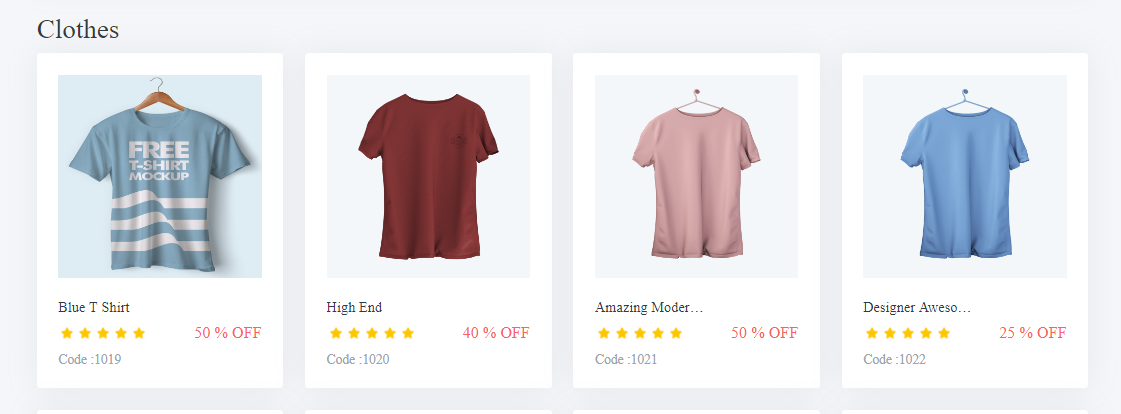 Clothes
FREE
T-SHIRT
MOCKUP
Blue T Shirt
50 % OFF
Code :1019
High End
40 % OFF
Code :1020
Amazing Moder...
50 % OFF
Code :1021
Designer Aweso...
25 % OFF
Code :1022